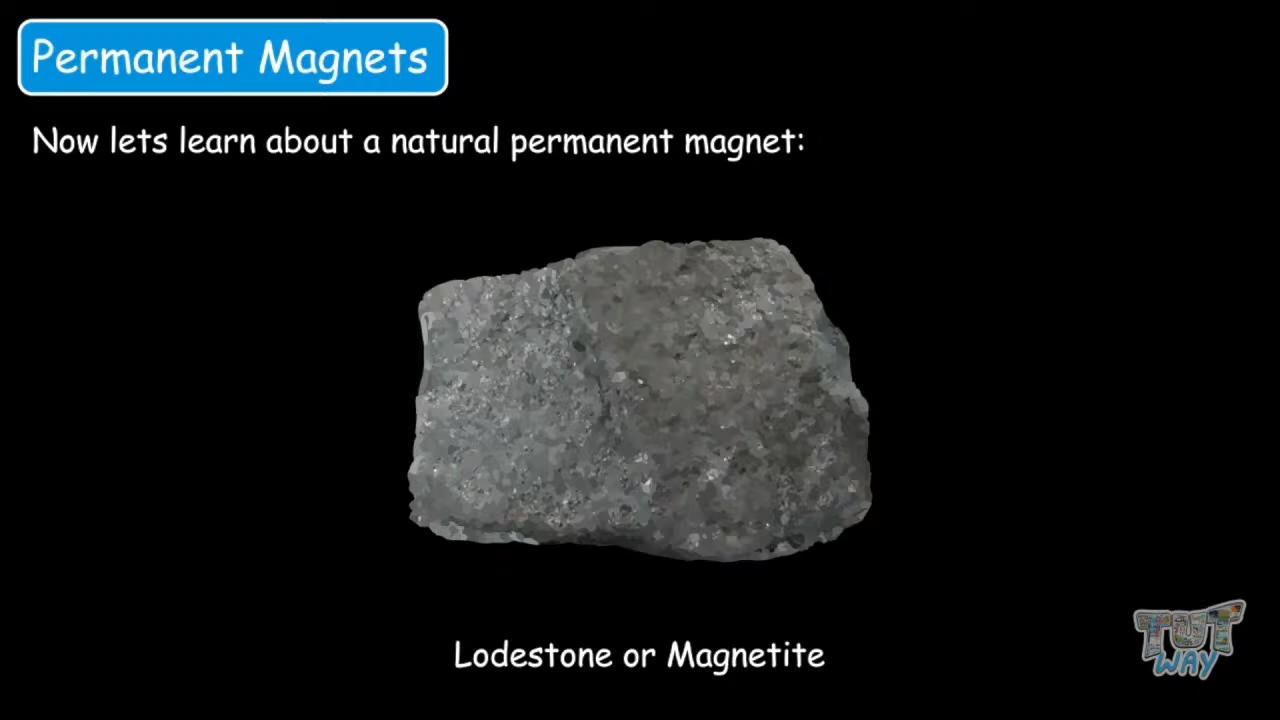 Permanent Magnets
Now lets learn about a natural permanent magnet:
Lodestone or Magnetite
TUT
WAY